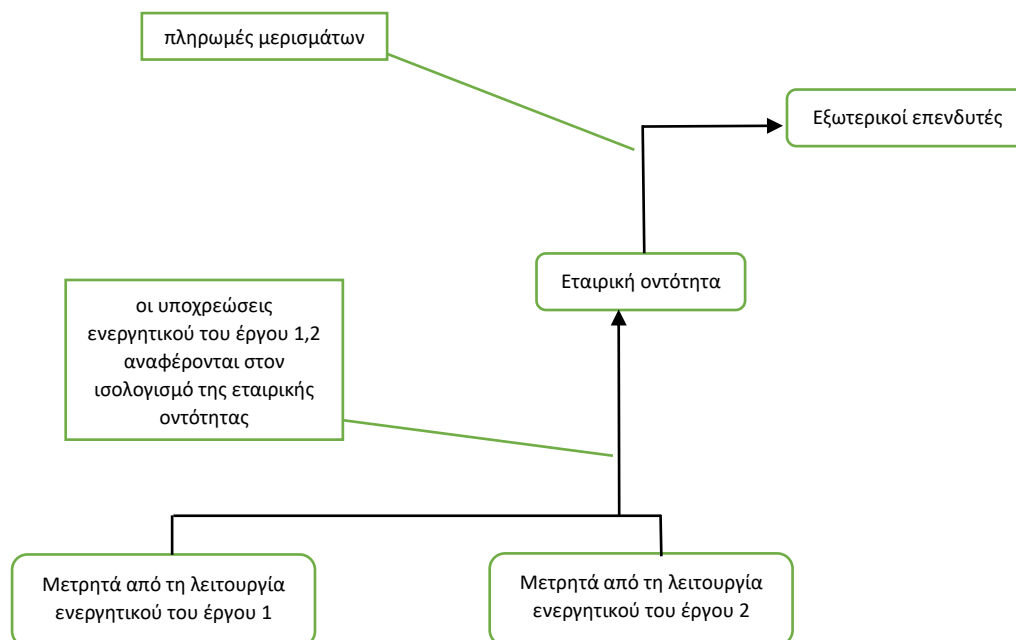 πληρωμές μερισμάτων
Εξωτερικοί επενδυτές
Εταιρική οντότητα
οι υποχρεώσεις
ενεργητικού του έργου 1,2
αναφέρονται στον
ισολογισμό της εταιρικής
οντότητας
Μετρητά από τη λειτουργία
ενεργητικού του έργου 1
Μετρητά από τη λειτουργία
ενεργητικού του έργου 2